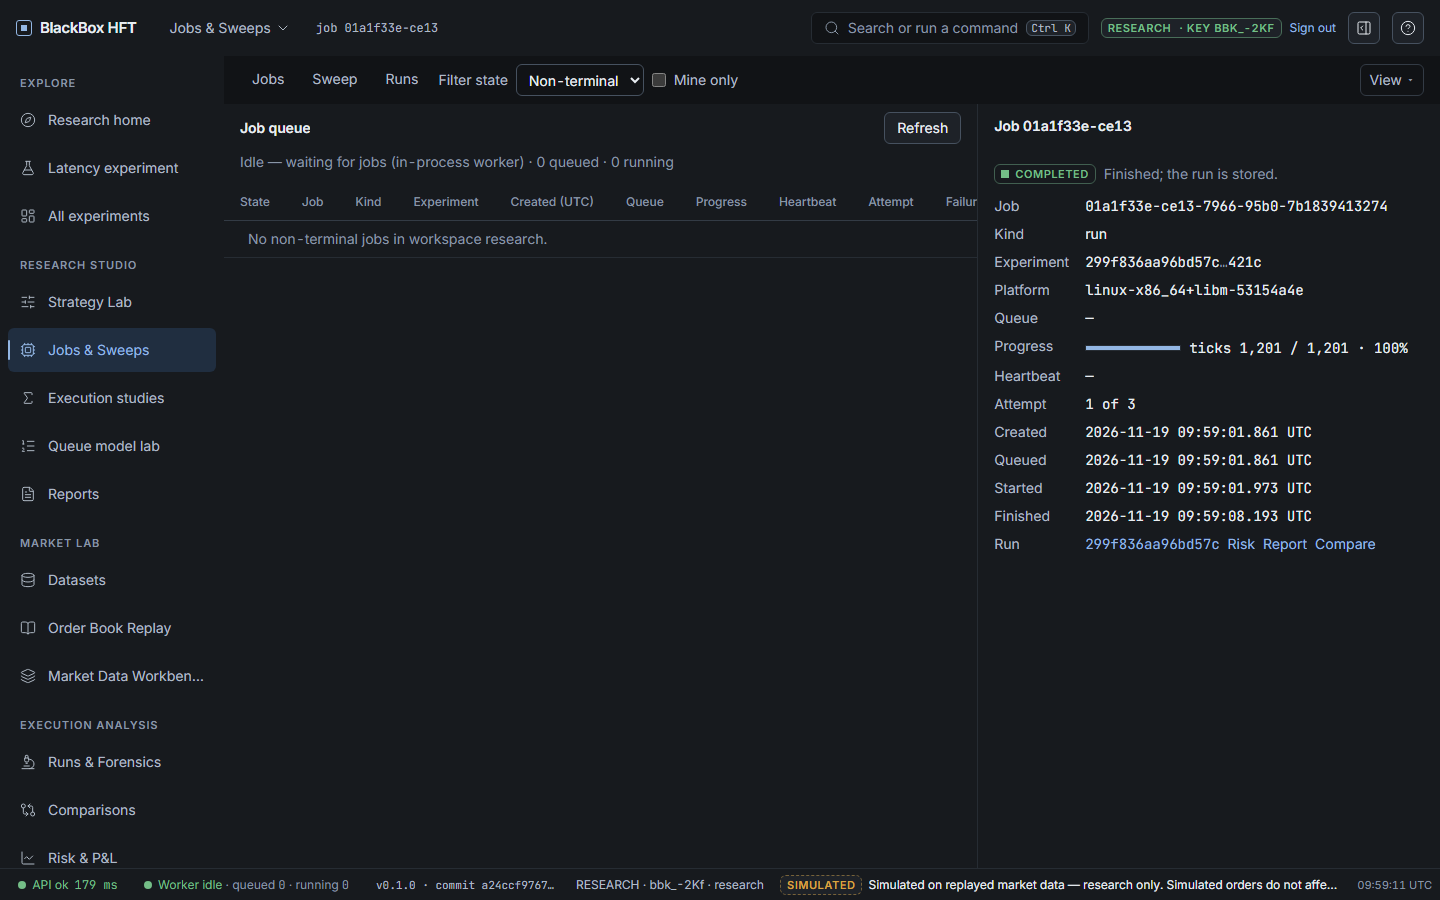 BlackBox HFT
Jobs & Sweeps
job 01a1f33e-ce13
Search or run a command Ctrl K
RESEARCH · KEY BBK_-2KF
Sign out
EXPLORE
Research home
Latency experiment
All experiments
RESEARCH STUDIO
Strategy Lab
Jobs & Sweeps
Execution studies
Queue model lab
Reports
MARKET LAB
Datasets
Order Book Replay
Market Data Workben...
EXECUTION ANALYSIS
Runs & Forensics
Comparisons
Risk & P&L
Jobs Sweep Runs Filter state Non-terminal Mine only View
Job queue
Refresh
Idle — waiting for jobs (in-process worker) · 0 queued · 0 running
State Job Kind Experiment Created (UTC) Queue Progress Heartbeat Attempt Failur
No non-terminal jobs in workspace research.
Job 01a1f33e-ce13
COMPLETED Finished; the run is stored.
Job 01a1f33e-ce13-7966-95b0-7b1839413274
Kind run
Experiment 299f836aa96bd57c…421c
Platform linux-x86_64+libm-53154a4e
Queue —
Progress ticks 1,201 / 1,201 · 100%
Heartbeat —
Attempt 1 of 3
Created 2026-11-19 09:59:01.861 UTC
Queued 2026-11-19 09:59:01.861 UTC
Started 2026-11-19 09:59:01.973 UTC
Finished 2026-11-19 09:59:08.193 UTC
Run 299f836aa96bd57c Risk Report Compare
API ok 179 ms
Worker idle · queued 0 · running 0
v0.1.0 · commit a24ccf9767…
RESEARCH · bbk_-2Kf · research
SIMULATED Simulated on replayed market data — research only. Simulated orders do not affe...
09:59:11 UTC